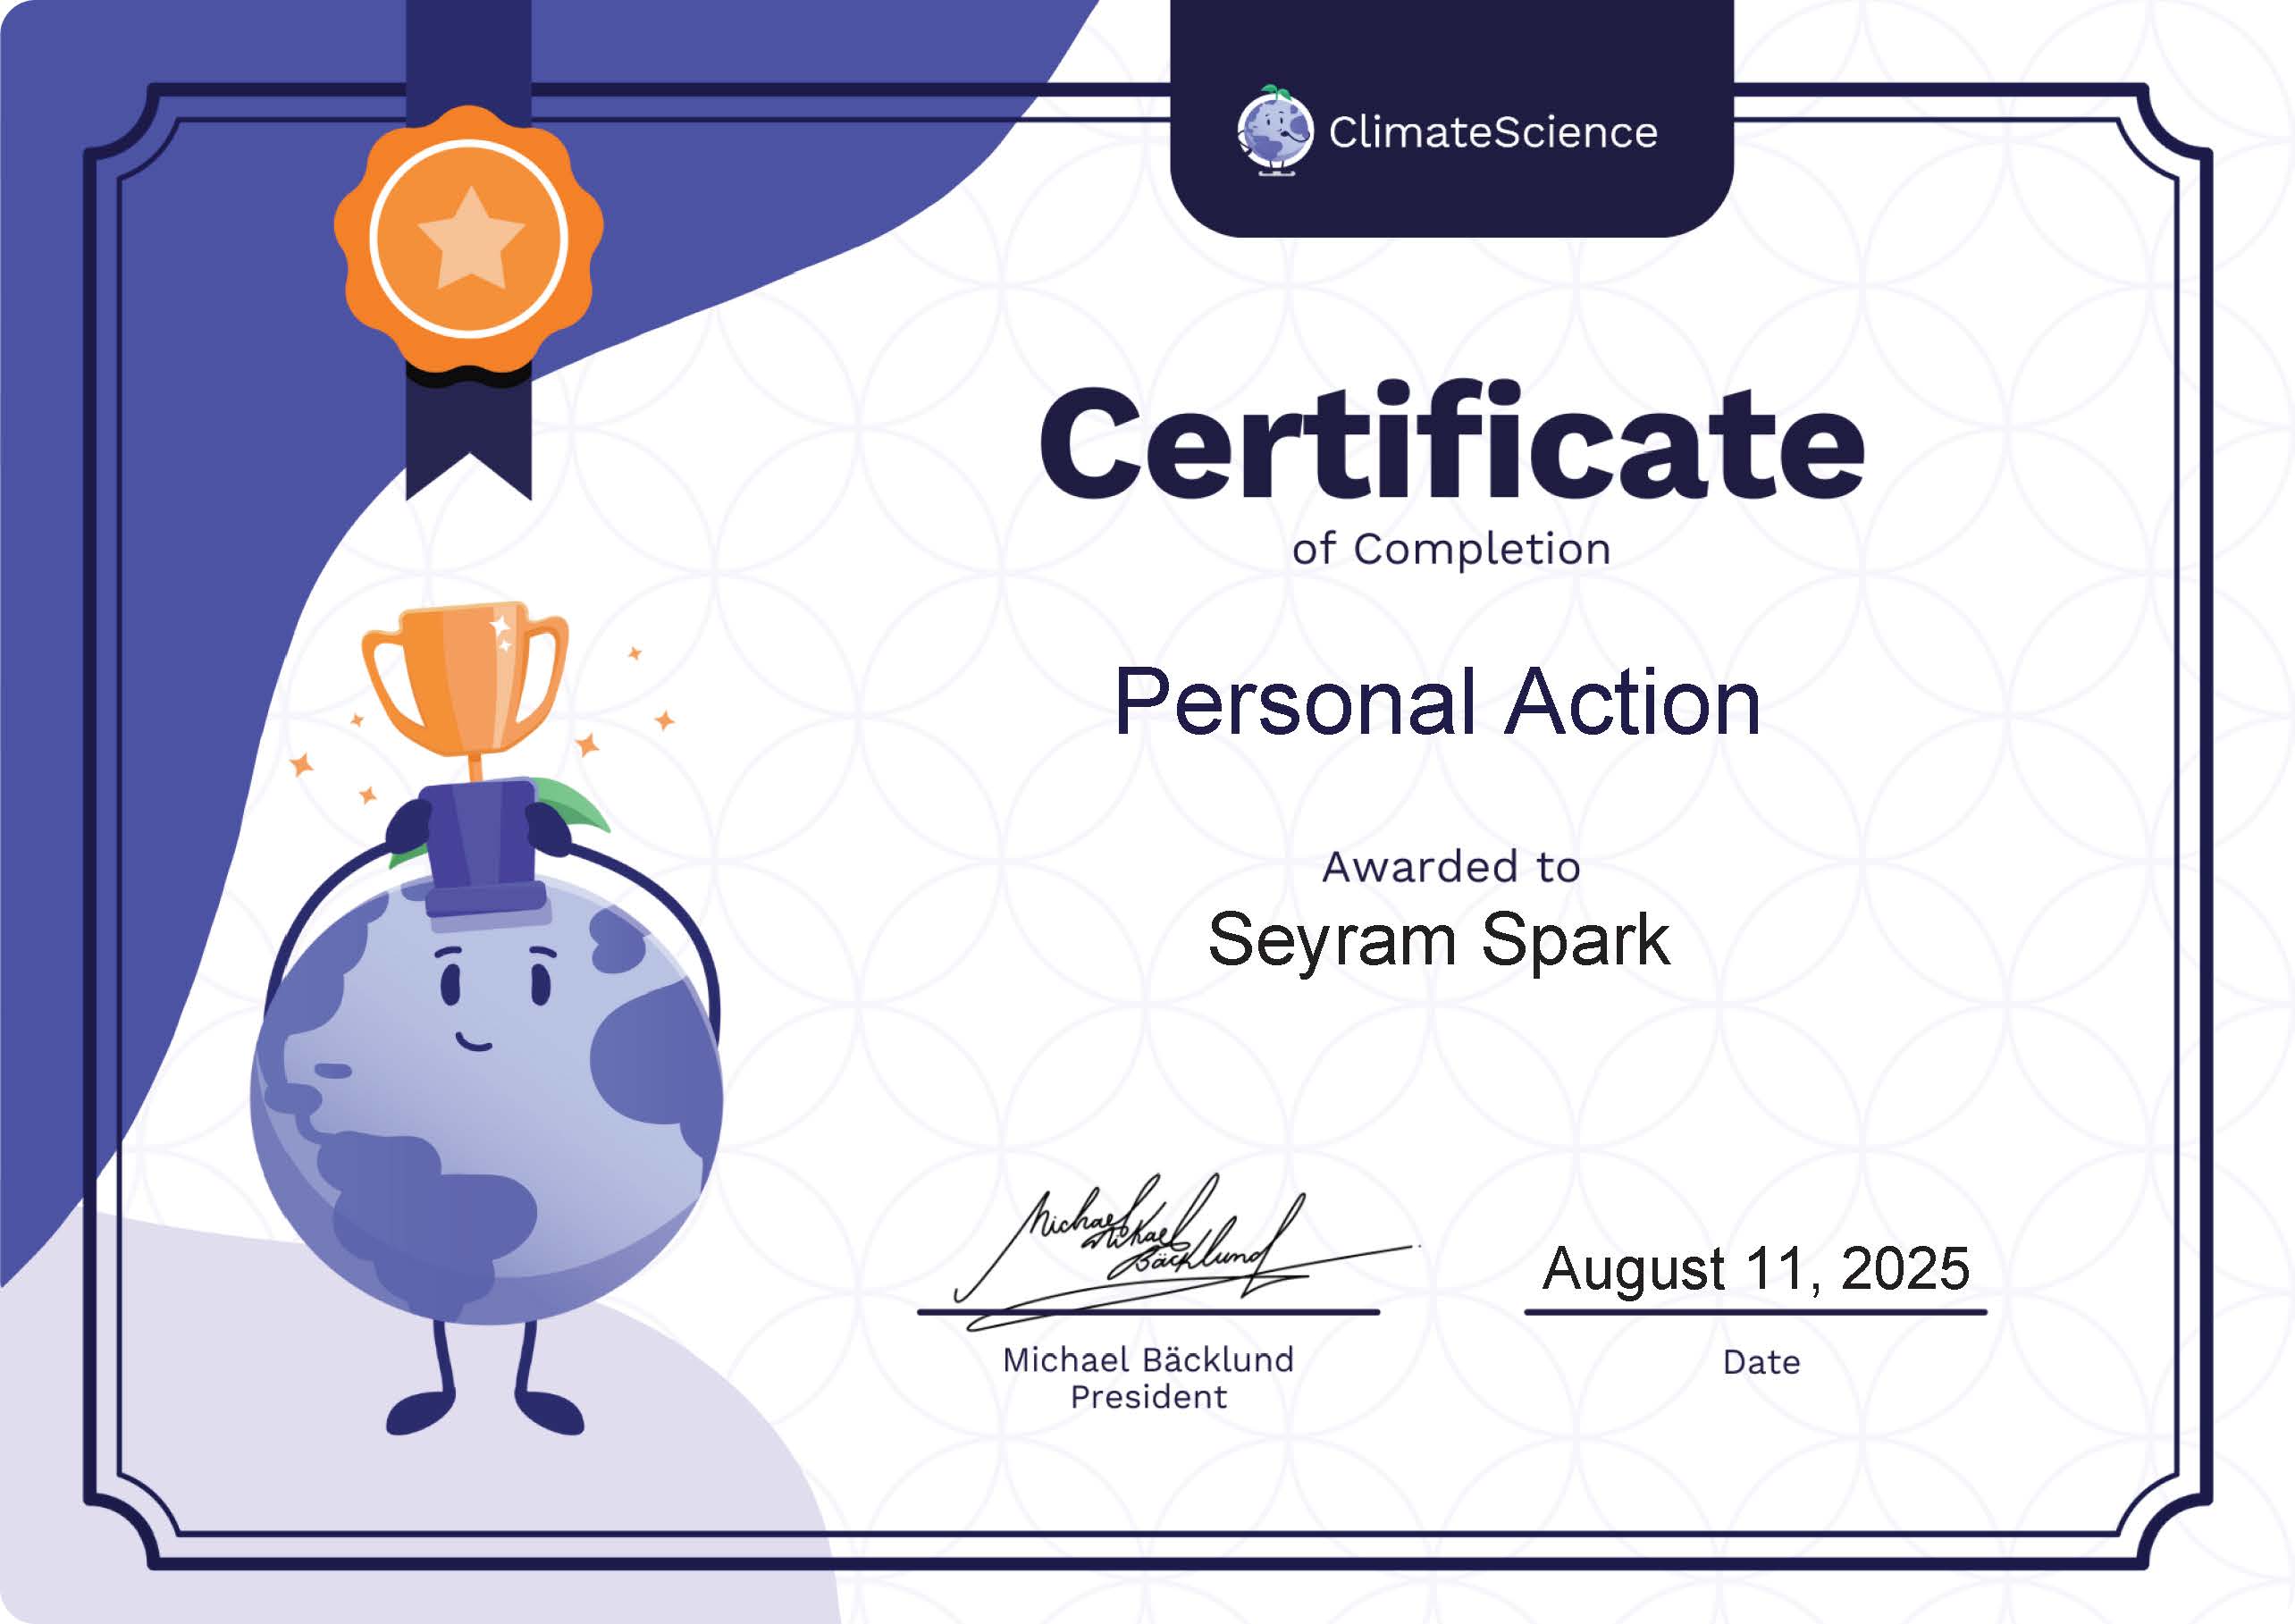 ClimateScience
Certificate
of Completion
Personal Action
Awarded to
Seyram Spark
Michael Mikael Bäcklund
August 11, 2025
Michael Bäcklund
President
Date